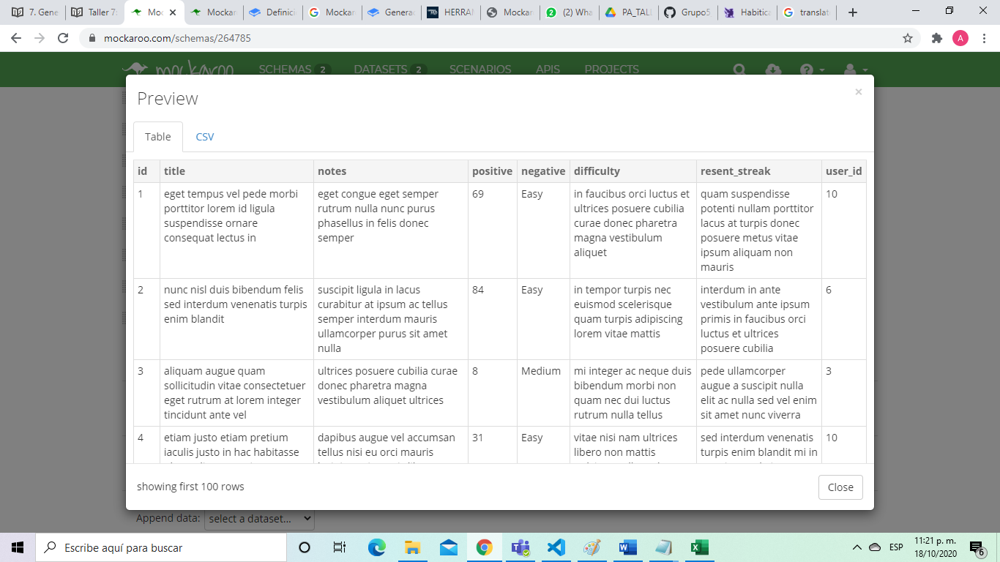 7. Gene
Taller 7:
Moc
Mockar
Definici
Mockar
Generac
HERRAM
Mockan
(2) Wha
PA_TALL
Grupo5
Habitica
translat
mockaroo.com/schemas/264785
A
mockaroo
SCHEMAS 2
DATASETS 2
SCENARIOS
APIS
PROJECTS
Preview
×
Table
CSV
id title notes positive negative difficulty resent_streak user_id
1
eget tempus vel pede morbi
porttitor lorem id ligula
suspendisse ornare
consequat lectus in
eget congue eget semper
rutrum nulla nunc purus
phasellus in felis donec
semper
69
Easy
in faucibus orci luctus et
ultrices posuere cubilia
curae donec pharetra
magna vestibulum
aliquet
quam suspendisse
potenti nullam porttitor
lacus at turpis donec
posuere metus vitae
ipsum aliquam non
mauris
10
2
nunc nisl duis bibendum felis
sed interdum venenatis turpis
enim blandit
suscipit ligula in lacus
curabitur at ipsum ac tellus
semper interdum mauris
ullamcorper purus sit amet
nulla
84
Easy
in tempor turpis nec
euismod scelerisque
quam turpis adipiscing
lorem vitae mattis
interdum in ante
vestibulum ante ipsum
primis in faucibus orci
luctus et ultrices
posuere cubilia
6
3
aliquam augue quam
sollicitudin vitae consectetuer
eget rutrum at lorem integer
tincidunt ante vel
ultrices posuere cubilia curae
donec pharetra magna
vestibulum aliquet ultrices
8
Medium
mi integer ac neque duis
bibendum morbi non
quam nec dui luctus
rutrum nulla tellus
pede ullamcorper
augue a suscipit nulla
elit ac nulla sed vel enim
sit amet nunc viverra
3
4
etiam justo etiam pretium
iaculis justo in hac habitasse
dapibus augue vel accumsan
tellus nisi eu orci mauris
31
Easy
vitae nisi nam ultrices
libero non mattis
sed interdum venenatis
turpis enim blandit mi in
10
showing first 100 rows
Close
Append data:
select a dataset...
Escribe aquí para buscar
ESP
11:21 p. m.
18/10/2020
6